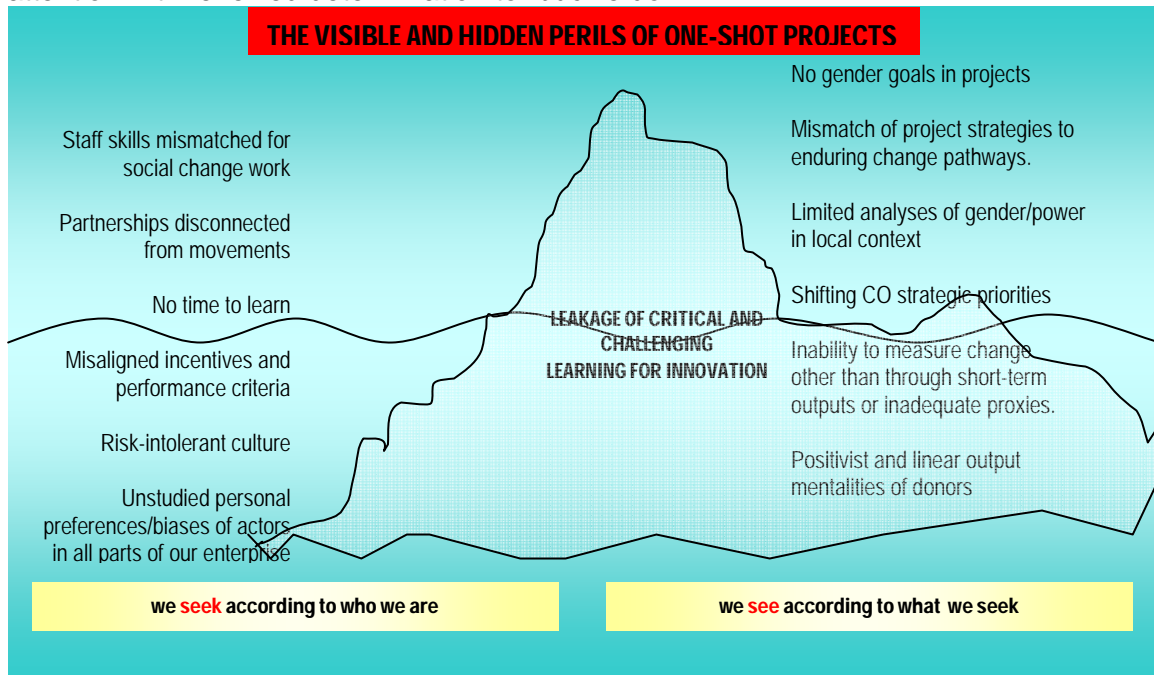 THE VISIBLE AND HIDDEN PERILS OF ONE-SHOT PROJECTS
Staff skills mismatched for
social change work
Partnerships disconnected
from movements
No time to learn
Misaligned incentives and
performance criteria
Risk-intolerant culture
Unstudied personal
preferences/biases of actors
in all parts of our enterprise
LEAKAGE OF CRITICAL AND
CHALLENGING
LEARNING FOR INNOVATION
No gender goals in projects
Mismatch of project strategies to
enduring change pathways.
Limited analyses of gender/power
in local context
Shifting CO strategic priorities
Inability to measure change
other than through short-term
outputs or inadequate proxies.
Positivist and linear output
mentalities of donors
we seek according to who we are
we see according to what we seek